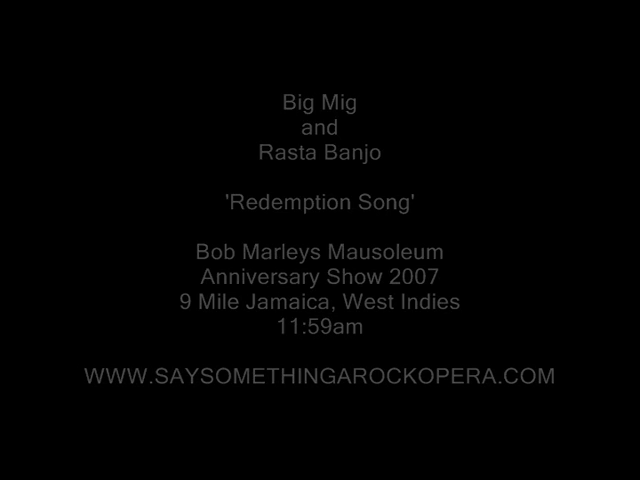 Big Mig
and
Rasta Banjo
'Redemption Song'
Bob Marleys Mausoleum
Anniversary Show 2007
9 Mile Jamaica, West Indies
11:59am
WWW.SAYSOMETHINGAROCKOPERA.COM